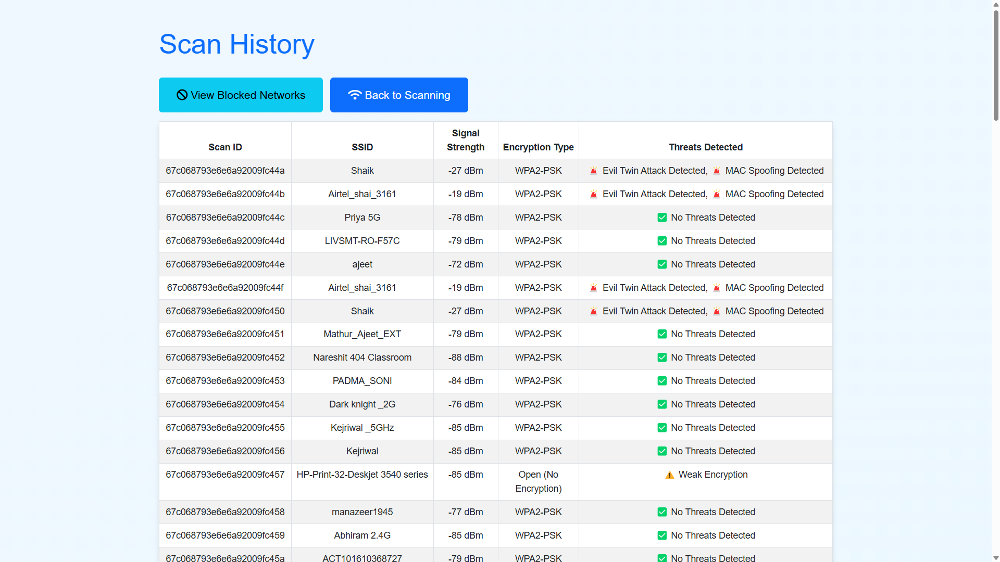 Scan History
View Blocked Networks Back to Scanning
Scan ID SSID Signal Strength Encryption Type Threats Detected
67c068793e6e6a92009fc44a Shaik -27 dBm WPA2-PSK 🚨 Evil Twin Attack Detected, 🚨 MAC Spoofing Detected
67c068793e6e6a92009fc44b Airtel_shai_3161 -19 dBm WPA2-PSK 🚨 Evil Twin Attack Detected, 🚨 MAC Spoofing Detected
67c068793e6e6a92009fc44c Priya 5G -78 dBm WPA2-PSK ✅ No Threats Detected
67c068793e6e6a92009fc44d LIVSMT-RO-F57C -79 dBm WPA2-PSK ✅ No Threats Detected
67c068793e6e6a92009fc44e ajeet -72 dBm WPA2-PSK ✅ No Threats Detected
67c068793e6e6a92009fc44f Airtel_shai_3161 -19 dBm WPA2-PSK 🚨 Evil Twin Attack Detected, 🚨 MAC Spoofing Detected
67c068793e6e6a92009fc450 Shaik -27 dBm WPA2-PSK 🚨 Evil Twin Attack Detected, 🚨 MAC Spoofing Detected
67c068793e6e6a92009fc451 Mathur_Ajeet_EXT -79 dBm WPA2-PSK ✅ No Threats Detected
67c068793e6e6a92009fc452 Nareshit 404 Classroom -88 dBm WPA2-PSK ✅ No Threats Detected
67c068793e6e6a92009fc453 PADMA_SONI -84 dBm WPA2-PSK ✅ No Threats Detected
67c068793e6e6a92009fc454 Dark knight _2G -76 dBm WPA2-PSK ✅ No Threats Detected
67c068793e6e6a92009fc455 Kejriwal _5GHz -85 dBm WPA2-PSK ✅ No Threats Detected
67c068793e6e6a92009fc456 Kejriwal -85 dBm WPA2-PSK ✅ No Threats Detected
67c068793e6e6a92009fc457 HP-Print-32-Deskjet 3540 series -85 dBm Open (No Encryption) ⚠️ Weak Encryption
67c068793e6e6a92009fc458 manazeer1945 -77 dBm WPA2-PSK ✅ No Threats Detected
67c068793e6e6a92009fc459 Abhiram 2.4G -85 dBm WPA2-PSK ✅ No Threats Detected
67c068793e6e6a92009fc45a ACT101610368727 -79 dBm WPA2-PSK ✅ No Threats Detected